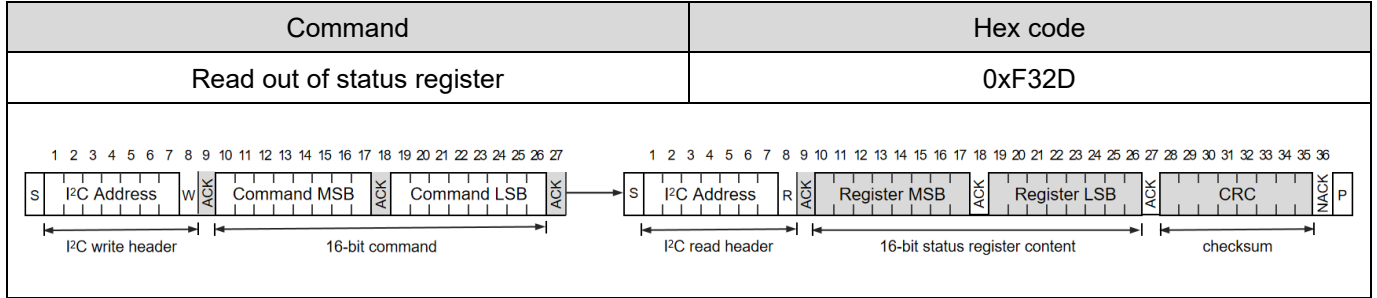 Command Hex code
Read out of status register 0xF32D
1 2 3 4 5 6 7 8 9 10 11 12 13 14 15 16 17 18 19 20 21 22 23 24 25 26 27 1 2 3 4 5 6 7 8 9 10 11 12 13 14 15 16 17 18 19 20 21 22 23 24 25 26 27 28 29 30 31 32 33 34 35 36
S I²C Address W ACK Command MSB ACK Command LSB ACK S I²C Address R ACK Register MSB ACK Register LSB ACK CRC NACK P
I²C write header 16-bit command I²C read header 16-bit status register content checksum